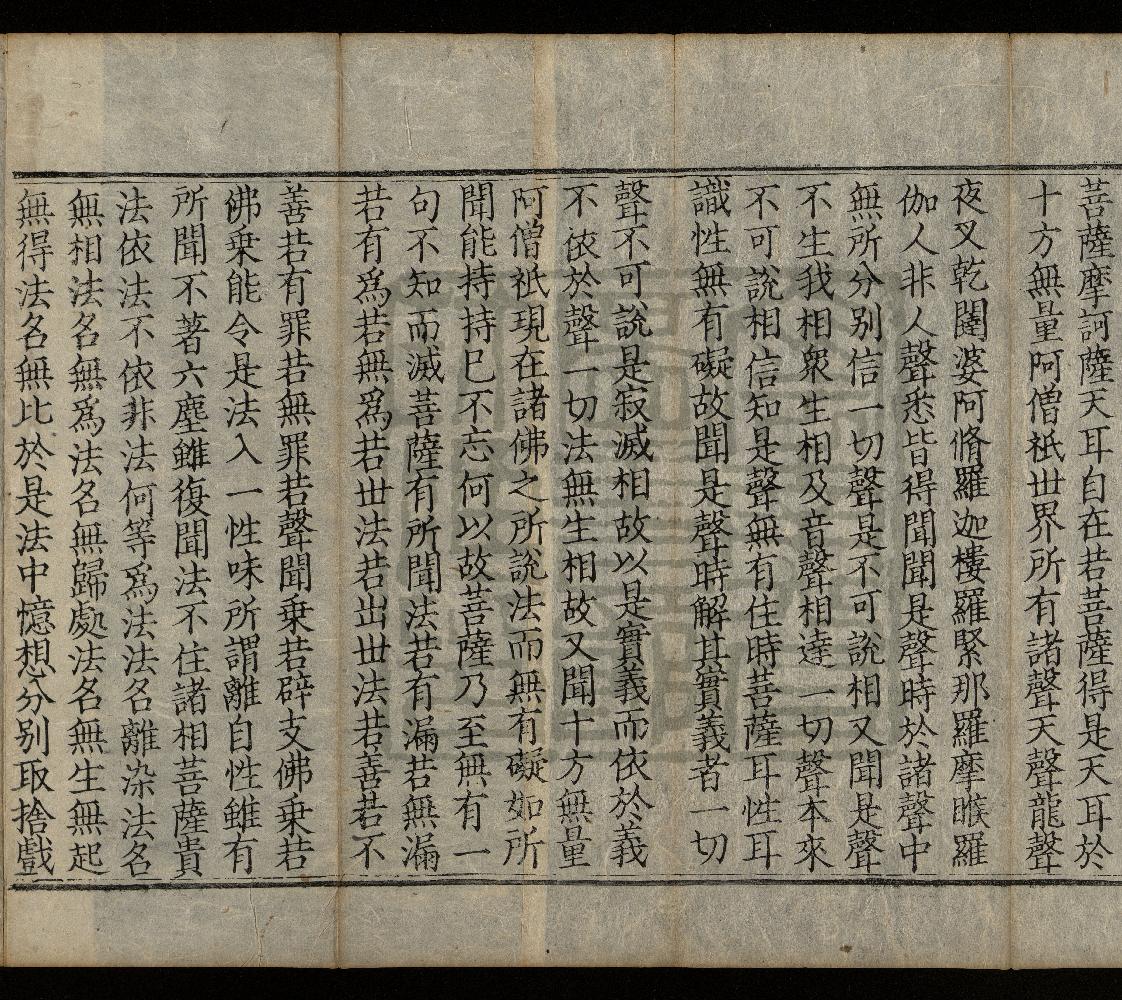 菩薩摩訶薩天耳自在若菩薩得是天耳於
十方無量阿僧祇世界所有諸聲天聲龍聲
夜叉乾闥婆阿脩羅迦樓羅緊那羅摩睺羅
伽人非人聲悉皆得聞聞是聲時於諸聲中
無所分别信一切聲是不可說相又聞是聲
不生我相衆生相及音聲相達一切聲本來
不可說相信知是聲無有住時菩薩耳性耳
識性無有礙故聞是聲時解其實義者一切
聲不可說是寂滅相故以是實義而依於義
不依於聲一切法無生相故又聞十方無量
阿僧祇現在諸佛之所說法而無有礙如所
聞能持持已不忘何以故菩薩乃至無有一
句不知而滅菩薩有所聞法若有漏若無漏
若有爲若無爲若世法若出世法若善若不
善若有罪若無罪若聲聞乘若辟支佛乘若
佛乘能令是法入一性味所謂離自性雖有
所聞不著六塵雖復聞法不住諸相菩薩貴
法依法不依非法何等爲法法名離染法名
無相法名無爲法名無歸處法名無生無起
無得法名無比於是法中憶想分别取捨戲